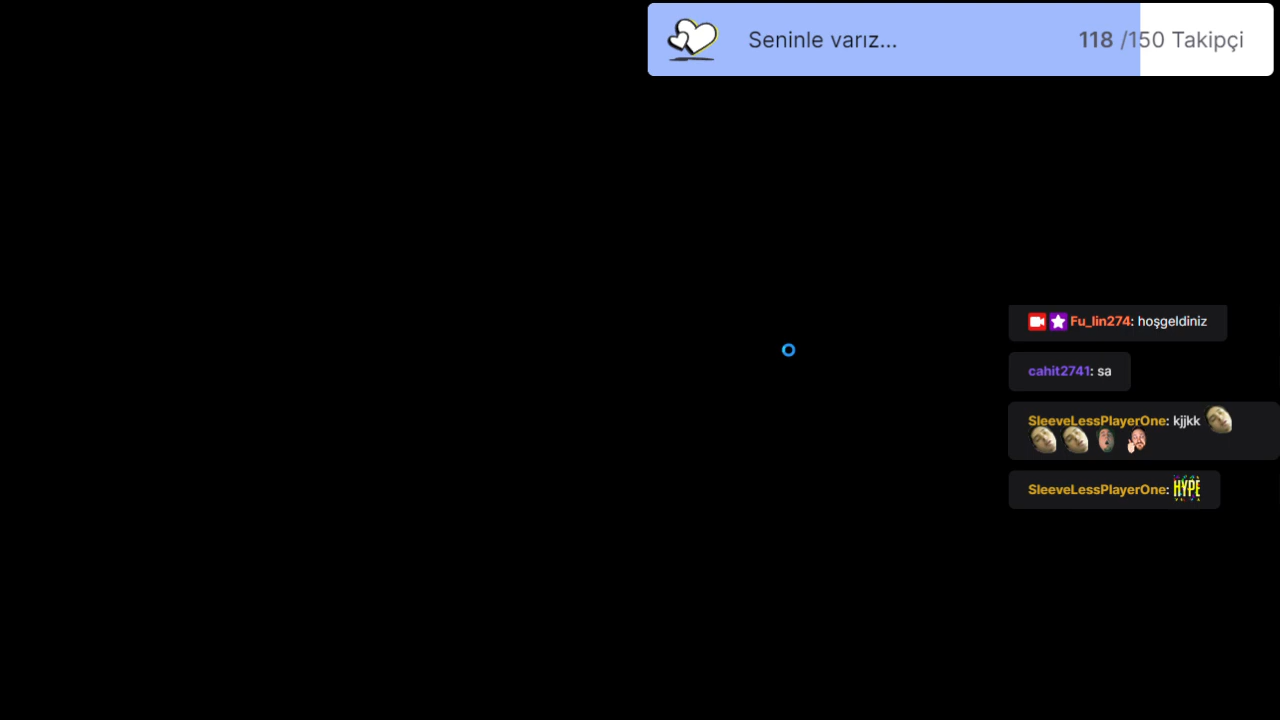 Seninle varız... 118 /150 Takipçi
Fu_lin274: hoşgeldiniz
cahit2741: sa
SleeveLessPlayerOne: kjjkk
SleeveLessPlayerOne: HYPE